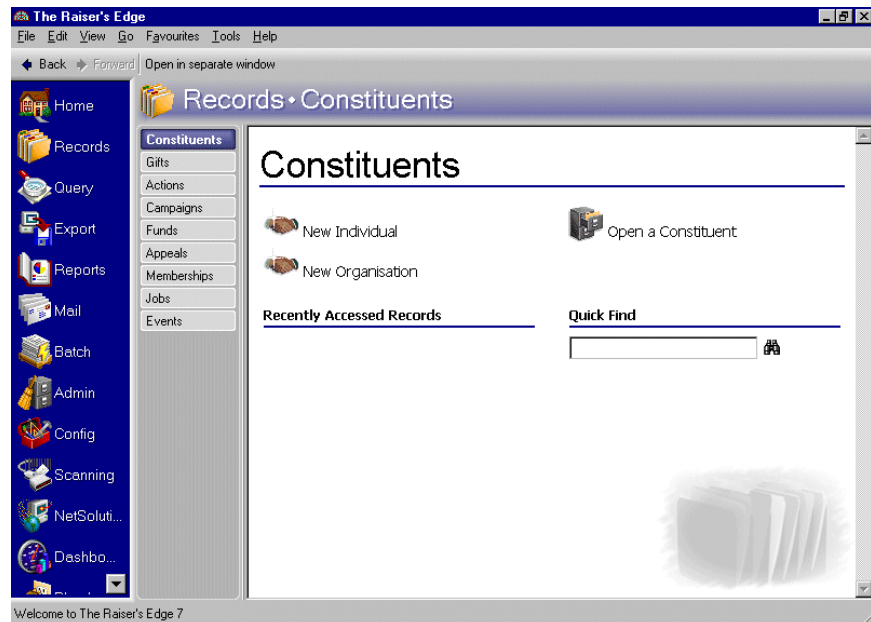 The Raiser's Edge
File Edit View Go Favourites Tools Help
Back Forward Open in separate window
Records • Constituents
Home
Records
Query
Export
Reports
Mail
Batch
Admin
Config
Scanning
NetSoluti...
Dashbo...
Constituents
Gifts
Actions
Campaigns
Funds
Appeals
Memberships
Jobs
Events
Constituents
New Individual
Open a Constituent
New Organisation
Recently Accessed Records
Quick Find
Welcome to The Raiser's Edge 7